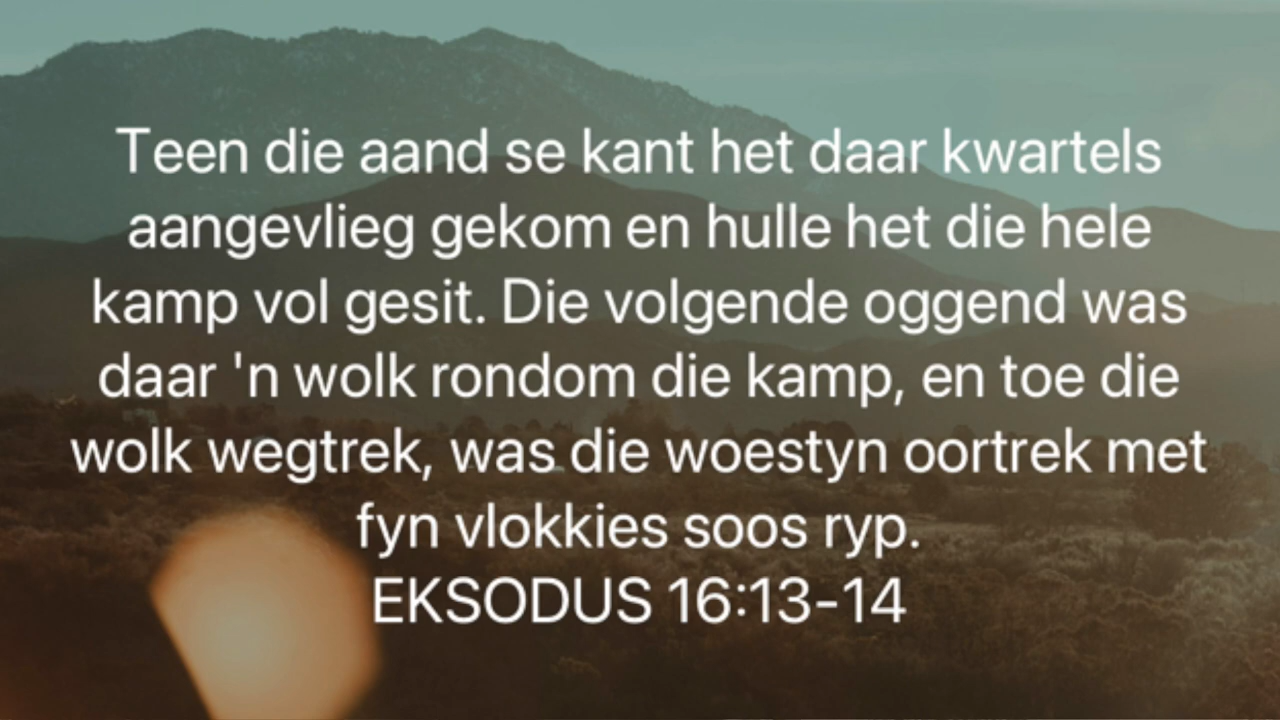 Teen die aand se kant het daar kwartels
aangevlieg gekom en hulle het die hele
kamp vol gesit. Die volgende oggend was
daar 'n wolk rondom die kamp, en toe die
wolk wegtrek, was die woestyn oortrek met
fyn vlokkies soos ryp.
EKSODUS 16:13-14